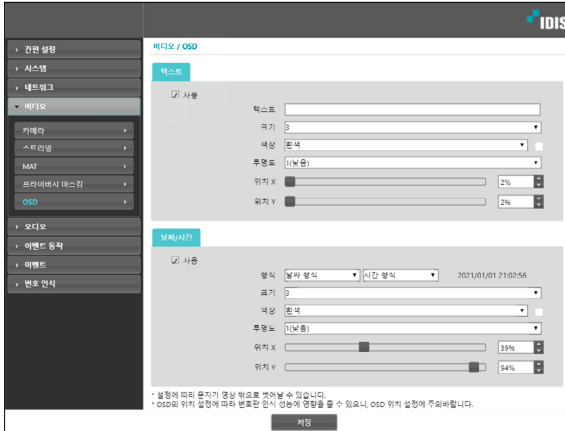 IDIS
간편 설정
시스템
네트워크
비디오
카메라
스트리밍
MAT
프라이버시 마스킹
OSD
오디오
이벤트 동작
이벤트
번호 인식
비디오 / OSD
텍스트
사용
텍스트
크기 3
색상 흰색
투명도 1(낮음)
위치 X 2%
위치 Y 2%
날짜/시간
사용
형식 날짜 형식 시간 형식 2021/01/01 21:02:56
크기 3
색상 흰색
투명도 1(낮음)
위치 X 39%
위치 Y 94%
* 설정에 따라 문자가 영상 밖으로 벗어날 수 있습니다.
* OSD의 위치 설정에 따라 번호판 인식 성능에 영향을 줄 수 있으니, OSD 위치 설정에 주의바랍니다.
저장